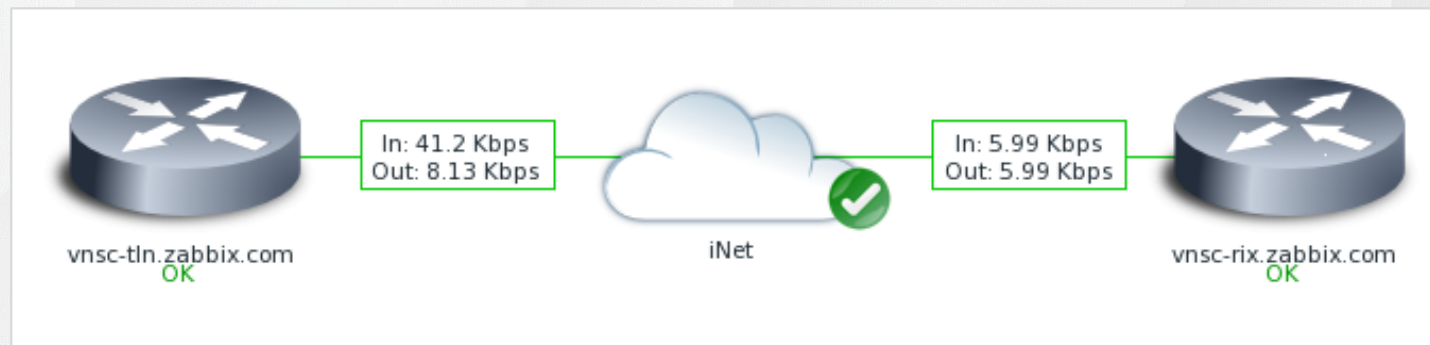 In: 41.2 Kbps
Out: 8.13 Kbps
In: 5.99 Kbps
Out: 5.99 Kbps
vnsc-tln.zabbix.com
OK
iNet
vnsc-rix.zabbix.com
OK